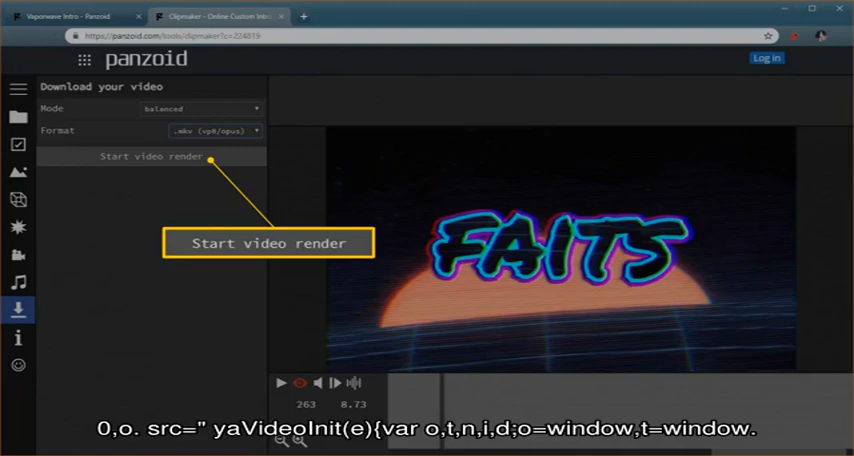 Vaporwave Intro - Panzoid
Clipmaker - Online Custom Intro
https://panzoid.com/tools/clipmaker?c=224819
panzoid
Log in
Download your video
Mode balanced
Format .mkv (vp8/opus)
Start video render
Start video render
FAITS
263 8.73
0,o. src=" yaVideoInit(e){var o,t,n,i,d;o=window,t=window.